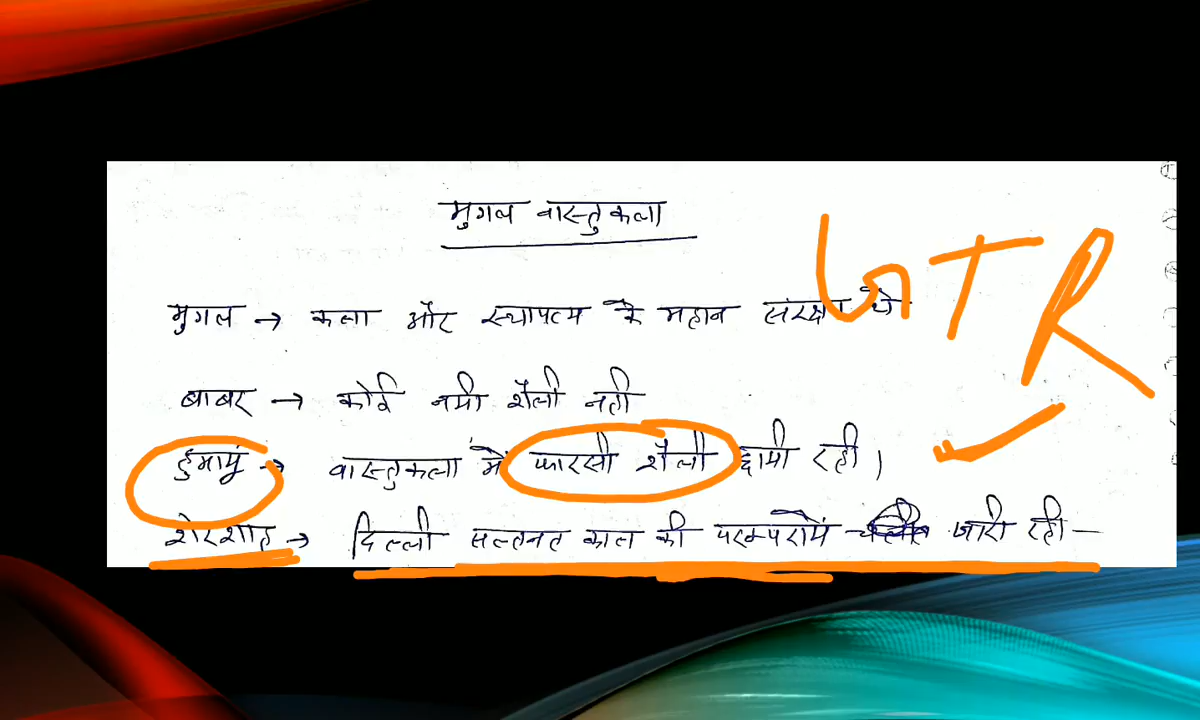 मुगल वास्तुकला
मुगल → कला और स्थापत्य के महान संरक्षक थे
बाबर → कोई नयी शैली नही
हुमायूं → वास्तुकला में फारसी शैली हावी रही।
शेरशाह → दिल्ली सल्तनत काल की परम्परायें जारी रही —
GTR